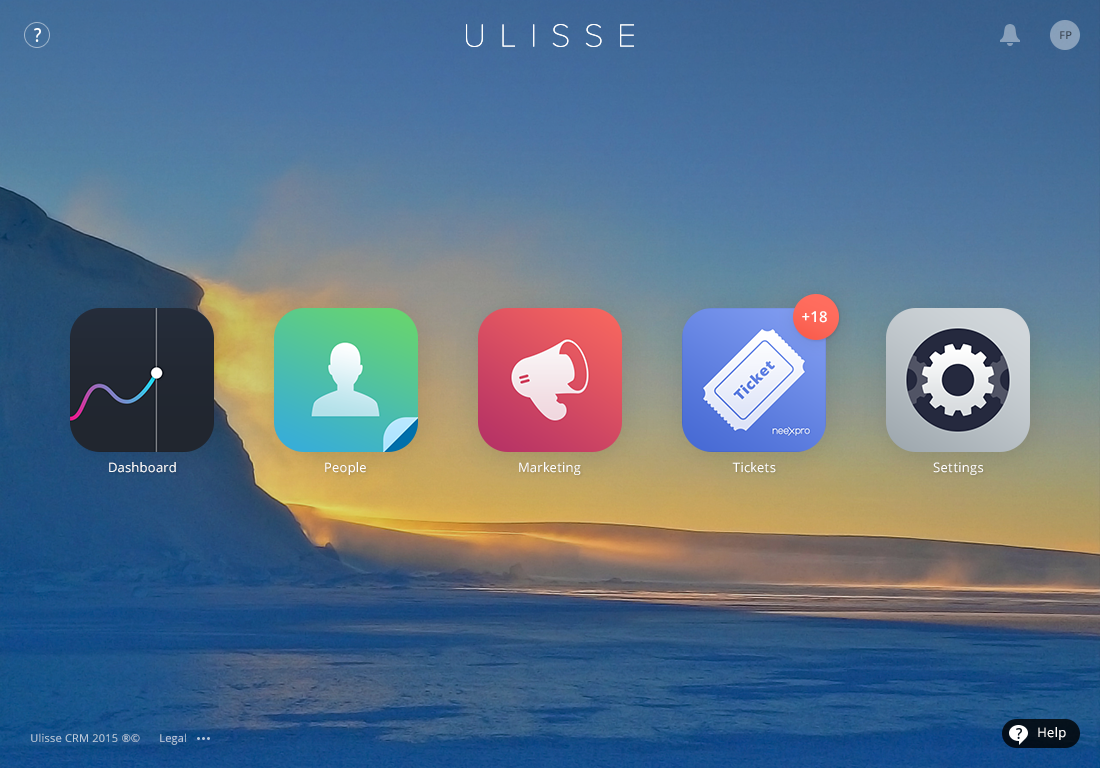 ?
ULISSE
FP
+18
Ticket
neexpro
Dashboard
People
Marketing
Tickets
Settings
Ulisse CRM 2015 ®© Legal •••
? Help